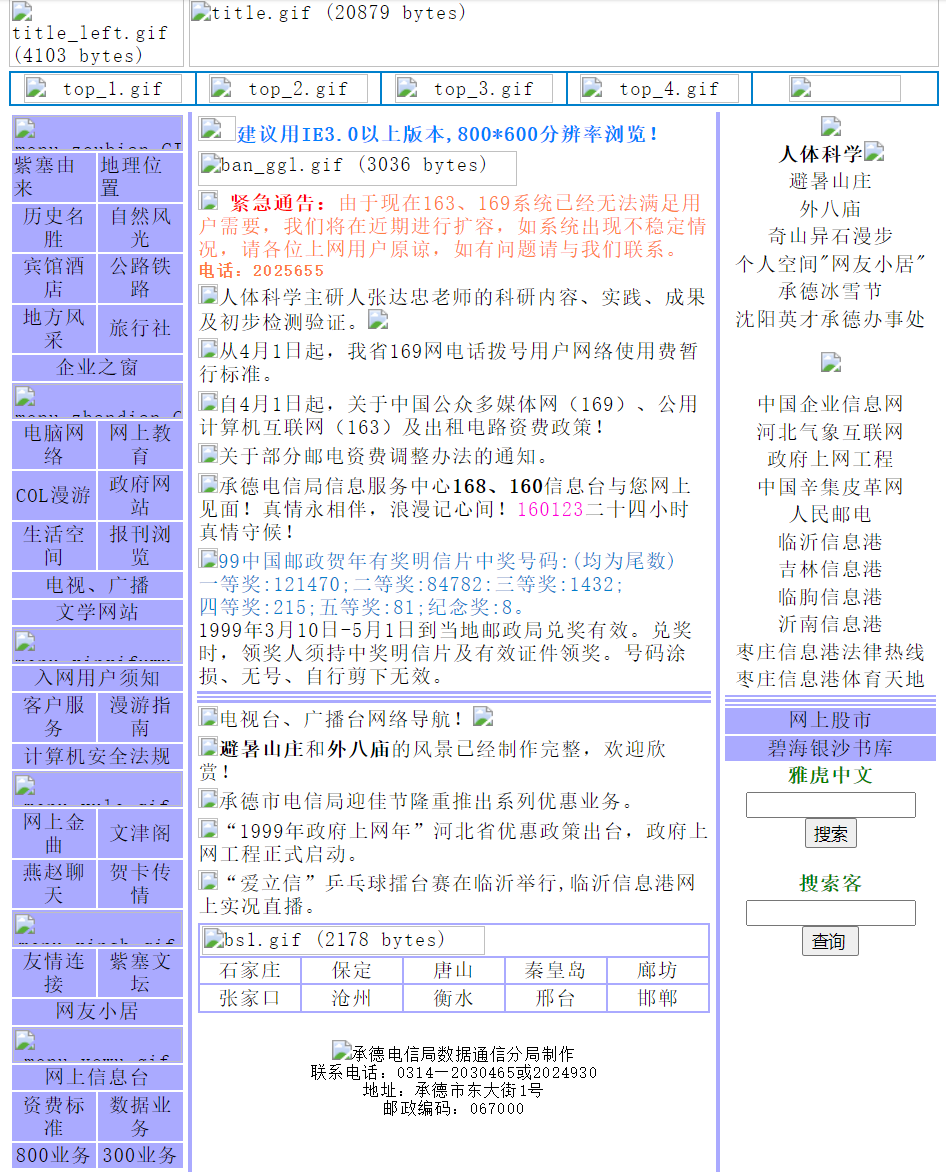 title_left.gif
(4103 bytes)
title.gif (20879 bytes)
top_1.gif
top_2.gif
top_3.gif
top_4.gif
紫塞由
来
地理位
置
历史名
胜
自然风
光
宾馆酒
店
公路铁
路
地方风
采
旅行社
企业之窗
电脑网
络
网上教
育
COL漫游
政府网
站
生活空
间
报刊浏
览
电视、广播
文学网站
入网用户须知
客户服
务
漫游指
南
计算机安全法规
网上金
曲
文津阁
燕赵聊
天
贺卡传
情
友情连
接
紫塞文
坛
网友小居
网上信息台
资费标
准
数据业
务
800业务
300业务
建议用IE3.0以上版本,800*600分辨率浏览!
ban_ggl.gif (3036 bytes)
紧急通告: 由于现在163、169系统已经无法满足用
户需要，我们将在近期进行扩容，如系统出现不稳定情
况，请各位上网用户原谅，如有问题请与我们联系。
电话：2025655
人体科学主研人张达忠老师的科研内容、实践、成果
及初步检测验证。
从4月1日起，我省169网电话拨号用户网络使用费暂
行标准。
自4月1日起，关于中国公众多媒体网（169）、公用
计算机互联网（163）及出租电路资费政策!
关于部分邮电资费调整办法的通知。
承德电信局信息服务中心168、160信息台与您网上
见面! 真情永相伴，浪漫记心间! 160123二十四小时
真情守候!
99中国邮政贺年有奖明信片中奖号码:(均为尾数)
一等奖:121470;二等奖:84782:三等奖:1432;
四等奖:215;五等奖:81;纪念奖:8。
1999年3月10日-5月1日到当地邮政局兑奖有效。兑奖
时，领奖人须持中奖明信片及有效证件领奖。号码涂
损、无号、自行剪下无效。
电视台、广播台网络导航!
避暑山庄和外八庙的风景已经制作完整，欢迎欣
赏!
承德市电信局迎佳节隆重推出系列优惠业务。
“1999年政府上网年”河北省优惠政策出台，政府上
网工程正式启动。
“爱立信”乒乓球擂台赛在临沂举行,临沂信息港网
上实况直播。
bsl.gif (2178 bytes)
石家庄 保定 唐山 秦皇岛 廊坊
张家口 沧州 衡水 邢台 邯郸
承德电信局数据通信分局制作
联系电话：0314—2030465或2024930
地址：承德市东大街1号
邮政编码：067000
人体科学
避暑山庄
外八庙
奇山异石漫步
个人空间"网友小居"
承德冰雪节
沈阳英才承德办事处
中国企业信息网
河北气象互联网
政府上网工程
中国辛集皮革网
人民邮电
临沂信息港
吉林信息港
临朐信息港
沂南信息港
枣庄信息港法律热线
枣庄信息港体育天地
网上股市
碧海银沙书库
雅虎中文
搜索
搜索客
查询